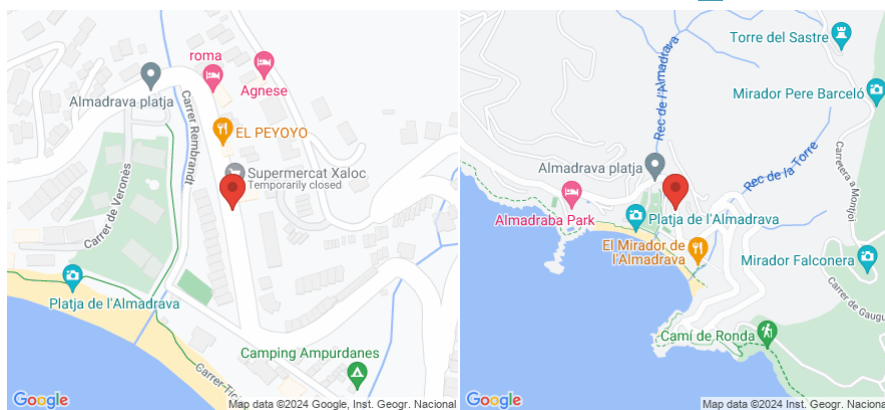 roma
Agnese
Almadrava platja
Carrer Rembrandt
EL PEYOYO
Supermercat Xaloc
Temporarily closed
Carrer de Veronès
Platja de l'Almadrava
Camping Ampurdanes
Carrer-Tic
Google
Map data ©2024 Google, Inst. Geogr. Nacional
Torre del Sastre
Rec de l'Almadrava
Mirador Pere Barceló
Rec de la Torre
Carretera a Montjoi
Almadrava platja
Almadraba Park
Platja de l'Almadrava
El Mirador de
l'Almadrava
Mirador Falconera
Carrer de Gaugu
Camí de Ronda
Google
Map data ©2024 Inst. Geogr. Nacional